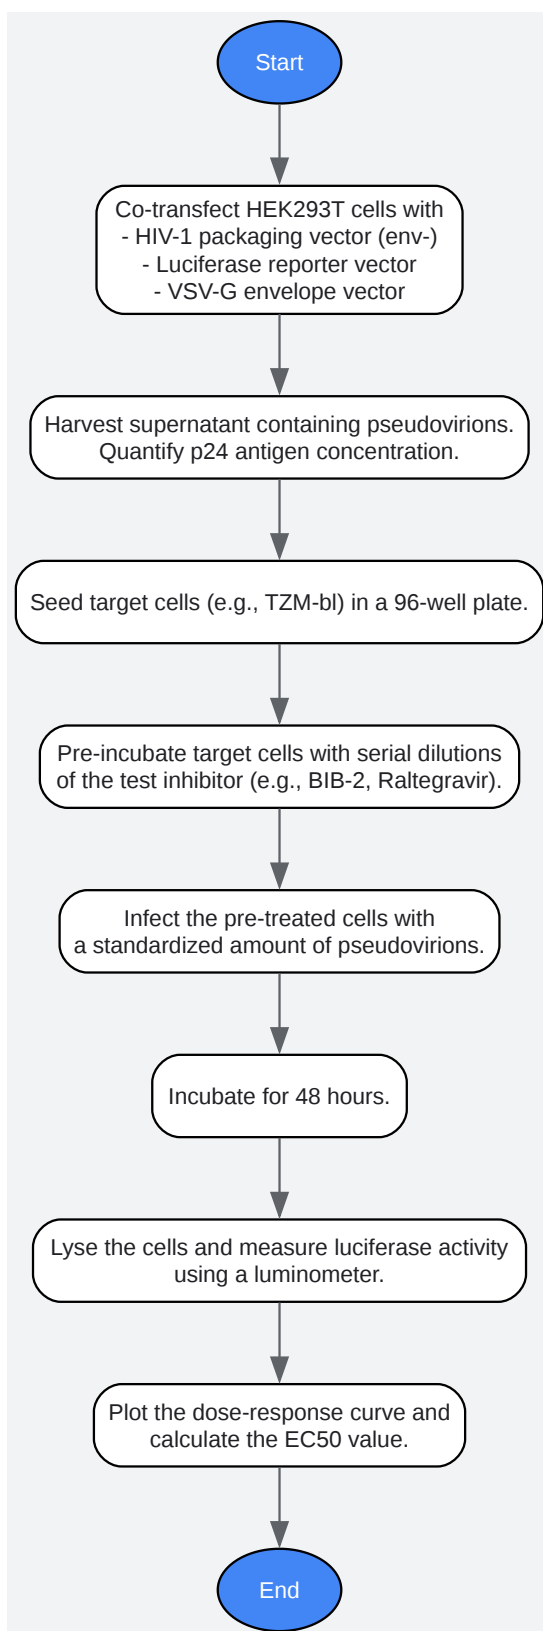 Start
Co-transfect HEK293T cells with
- HIV-1 packaging vector (env-)
- Luciferase reporter vector
- VSV-G envelope vector
Harvest supernatant containing pseudovirions.
Quantify p24 antigen concentration.
Seed target cells (e.g., TZM-bl) in a 96-well plate.
Pre-incubate target cells with serial dilutions
of the test inhibitor (e.g., BIB-2, Raltegravir).
Infect the pre-treated cells with
a standardized amount of pseudovirions.
Incubate for 48 hours.
Lyse the cells and measure luciferase activity
using a luminometer.
Plot the dose-response curve and
calculate the EC50 value.
End